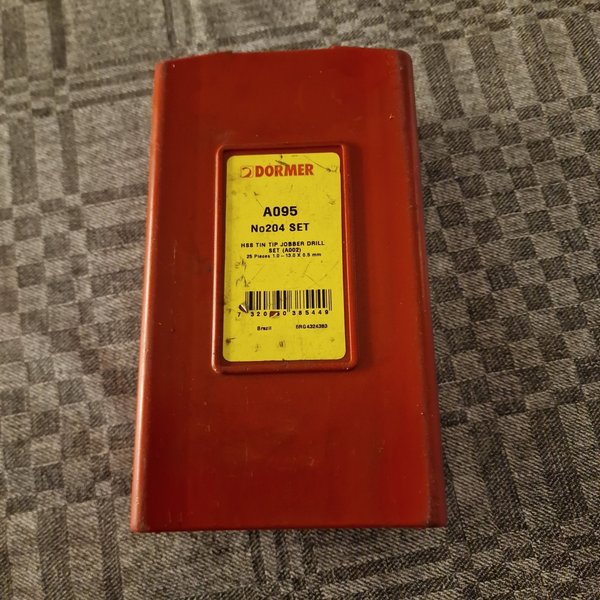 DORMER
A095
No204 SET
HSS TIN TIP JOBBER DRILL
SET (A002)
25 Pieces 1.0 - 13.0 X 0.5 mm
Brazil